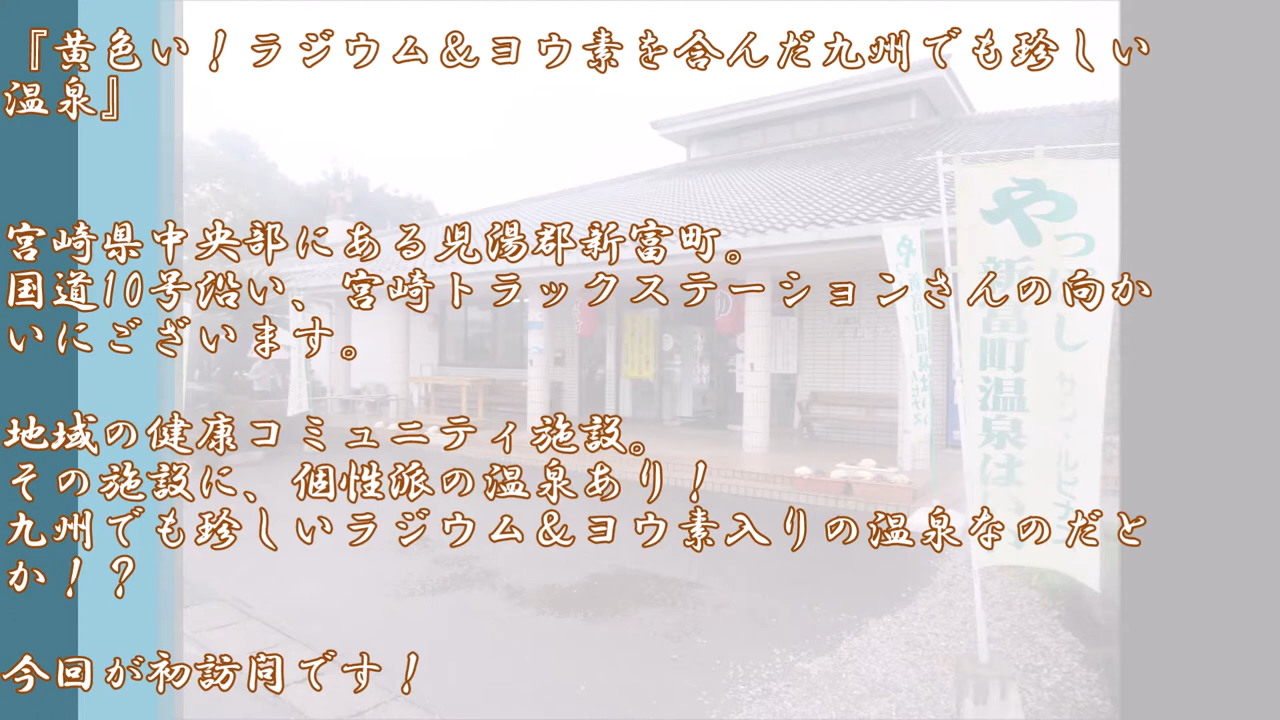 『黄色い！ラジウム＆ヨウ素を含んだ九州でも珍しい
温泉』
宮崎県中央部にある児湯郡新富町。
国道10号沿い、宮崎トラックステーションさんの向か
いにございます。
地域の健康コミュニティ施設。
その施設に、個性派の温泉あり！
九州でも珍しいラジウム＆ヨウ素入りの温泉なのだと
か！？
今回が初訪問です！
新富町温泉は